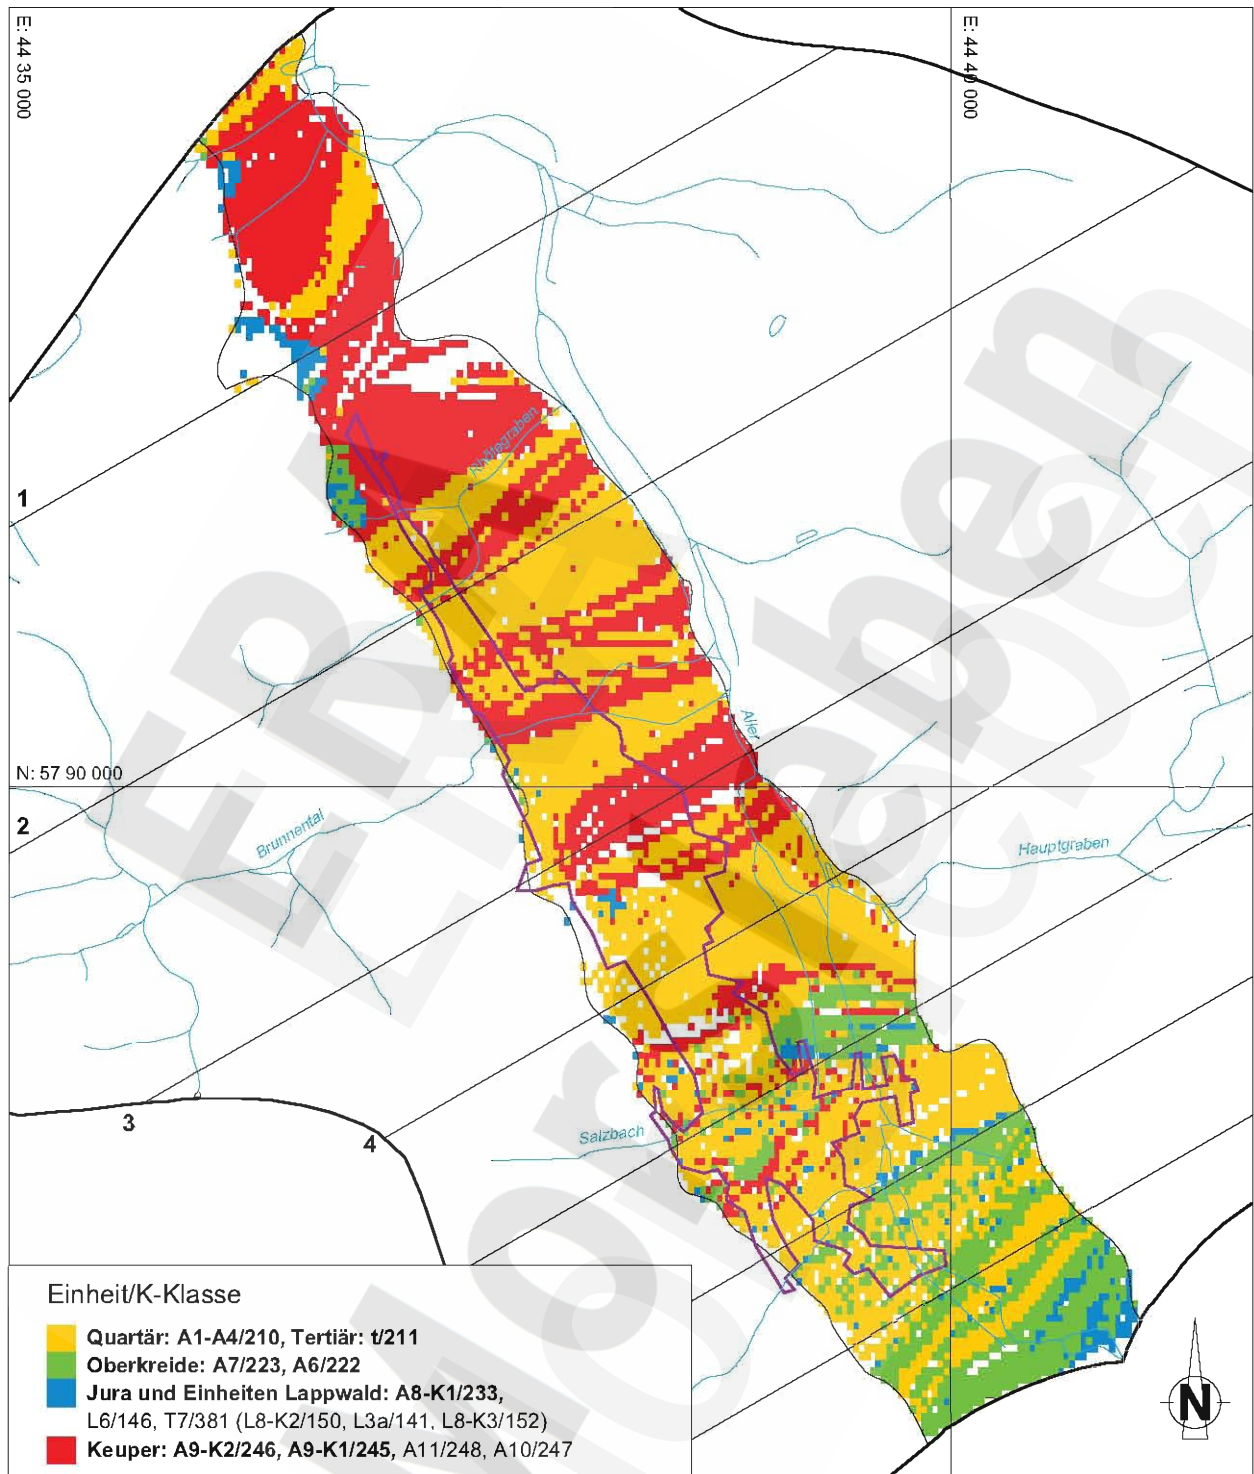 E: 44 35 000
E: 44 40 000
Rhötegraben
1
Aller
N: 57 90 000
2
Brunnental
Hauptgraben
3
4
Salzbach
ERA
Morsleben
Einheit/K-Klasse
Quartär: A1-A4/210, Tertiär: t/211
Oberkreide: A7/223, A6/222
Jura und Einheiten Lappwald: A8-K1/233,
L6/146, T7/381 (L8-K2/150, L3a/141, L8-K3/152)
Keuper: A9-K2/246, A9-K1/245, A11/248, A10/247
N